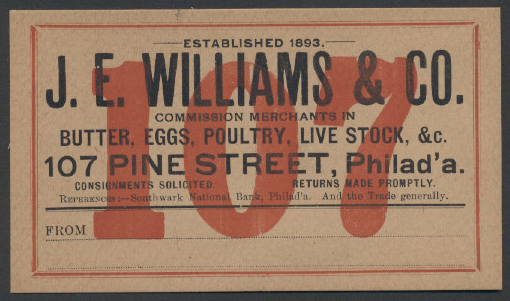 ESTABLISHED 1893.
J. E. WILLIAMS & CO.
COMMISSION MERCHANTS IN
BUTTER, EGGS, POULTRY, LIVE STOCK, &c.
107 PINE STREET, Philad'a.
CONSIGNMENTS SOLICITED. RETURNS MADE PROMPTLY.
References:—Southwark National Bank, Philad'a. And the Trade generally.
107
FROM